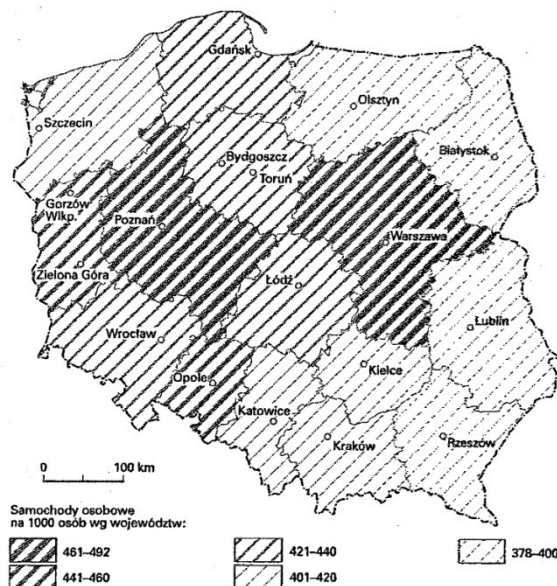 Gdańsk
Szczecin
Olsztyn
Białystok
Bydgoszcz
Toruń
Gorzów
Wlkp.
Poznań
Warszawa
Zielona Góra
Łódź
Lublin
Wrocław
Kielce
Opole
Katowice
Kraków
Rzeszów
0 100 km
Samochody osobowe
na 1000 osób wg województw:
461–492 421–440 378–400
441–460 401–420